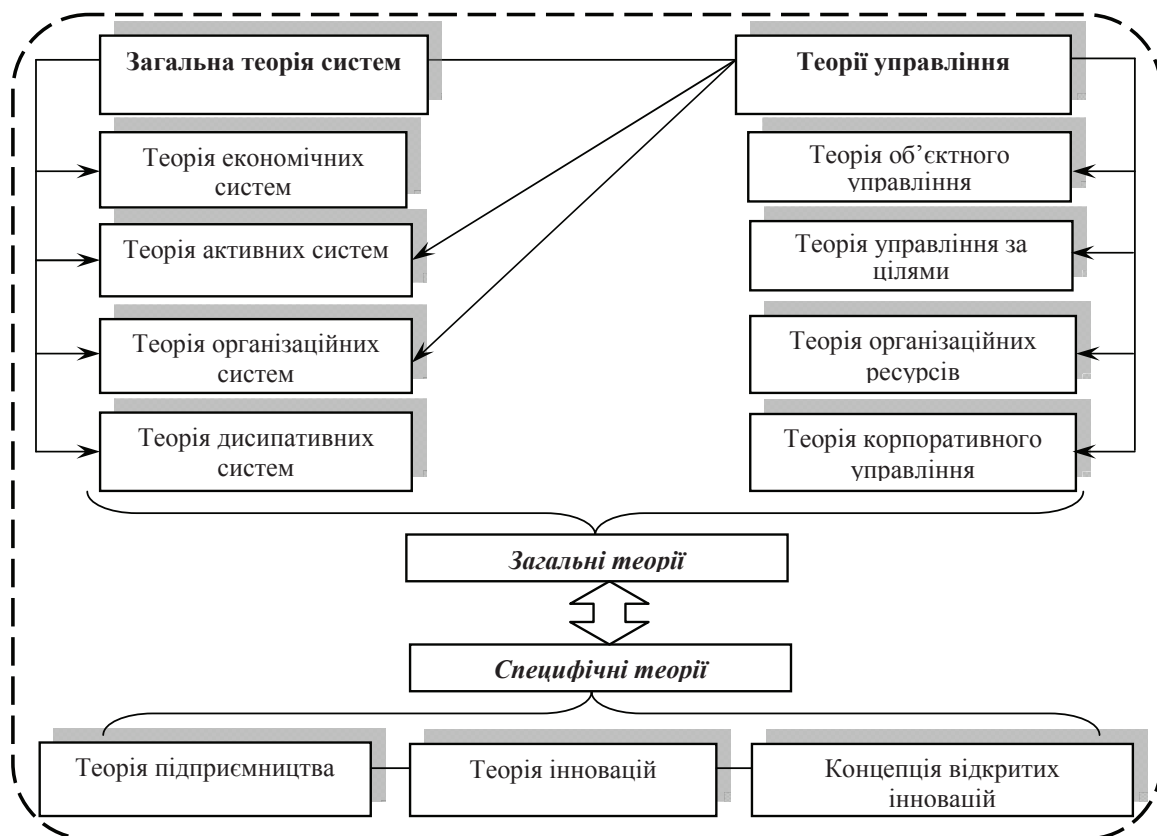 Загальна теорія систем
Теорія економічних
систем
Теорія активних систем
Теорія організаційних
систем
Теорія дисипативних
систем
Теорії управління
Теорія об’єктного
управління
Теорія управління за
цілями
Теорія організаційних
ресурсів
Теорія корпоративного
управління
Загальні теорії
Специфічні теорії
Теорія підприємництва
Теорія інновацій
Концепція відкритих
інновацій